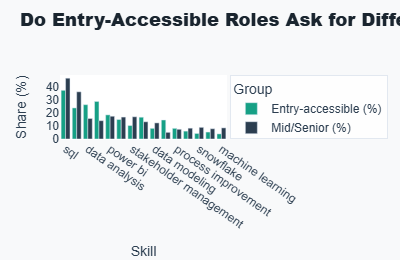 Do Entry-Accessible Roles Ask for Diffe
Share (%)
40
30
20
10
0
sql
data analysis
power bi
stakeholder management
data modeling
process improvement
snowflake
machine learning
Skill
Group
Entry-accessible (%)
Mid/Senior (%)